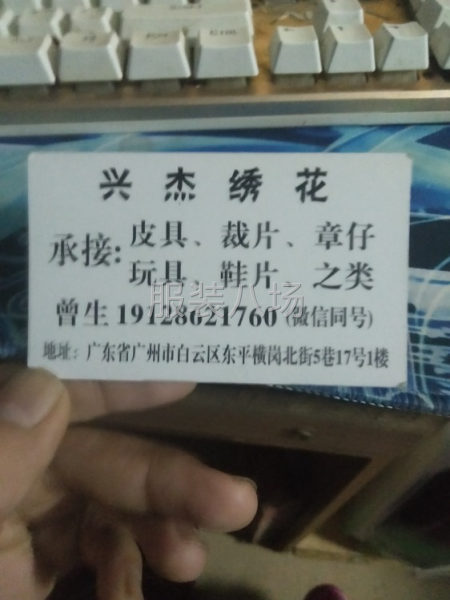 兴杰绣花
承接:皮具、裁片、章仔
玩具、鞋片、之类
服装八场
曾生 19128621760 (微信同号)
地址：广东省广州市白云区东平横岗北街5巷17号1楼